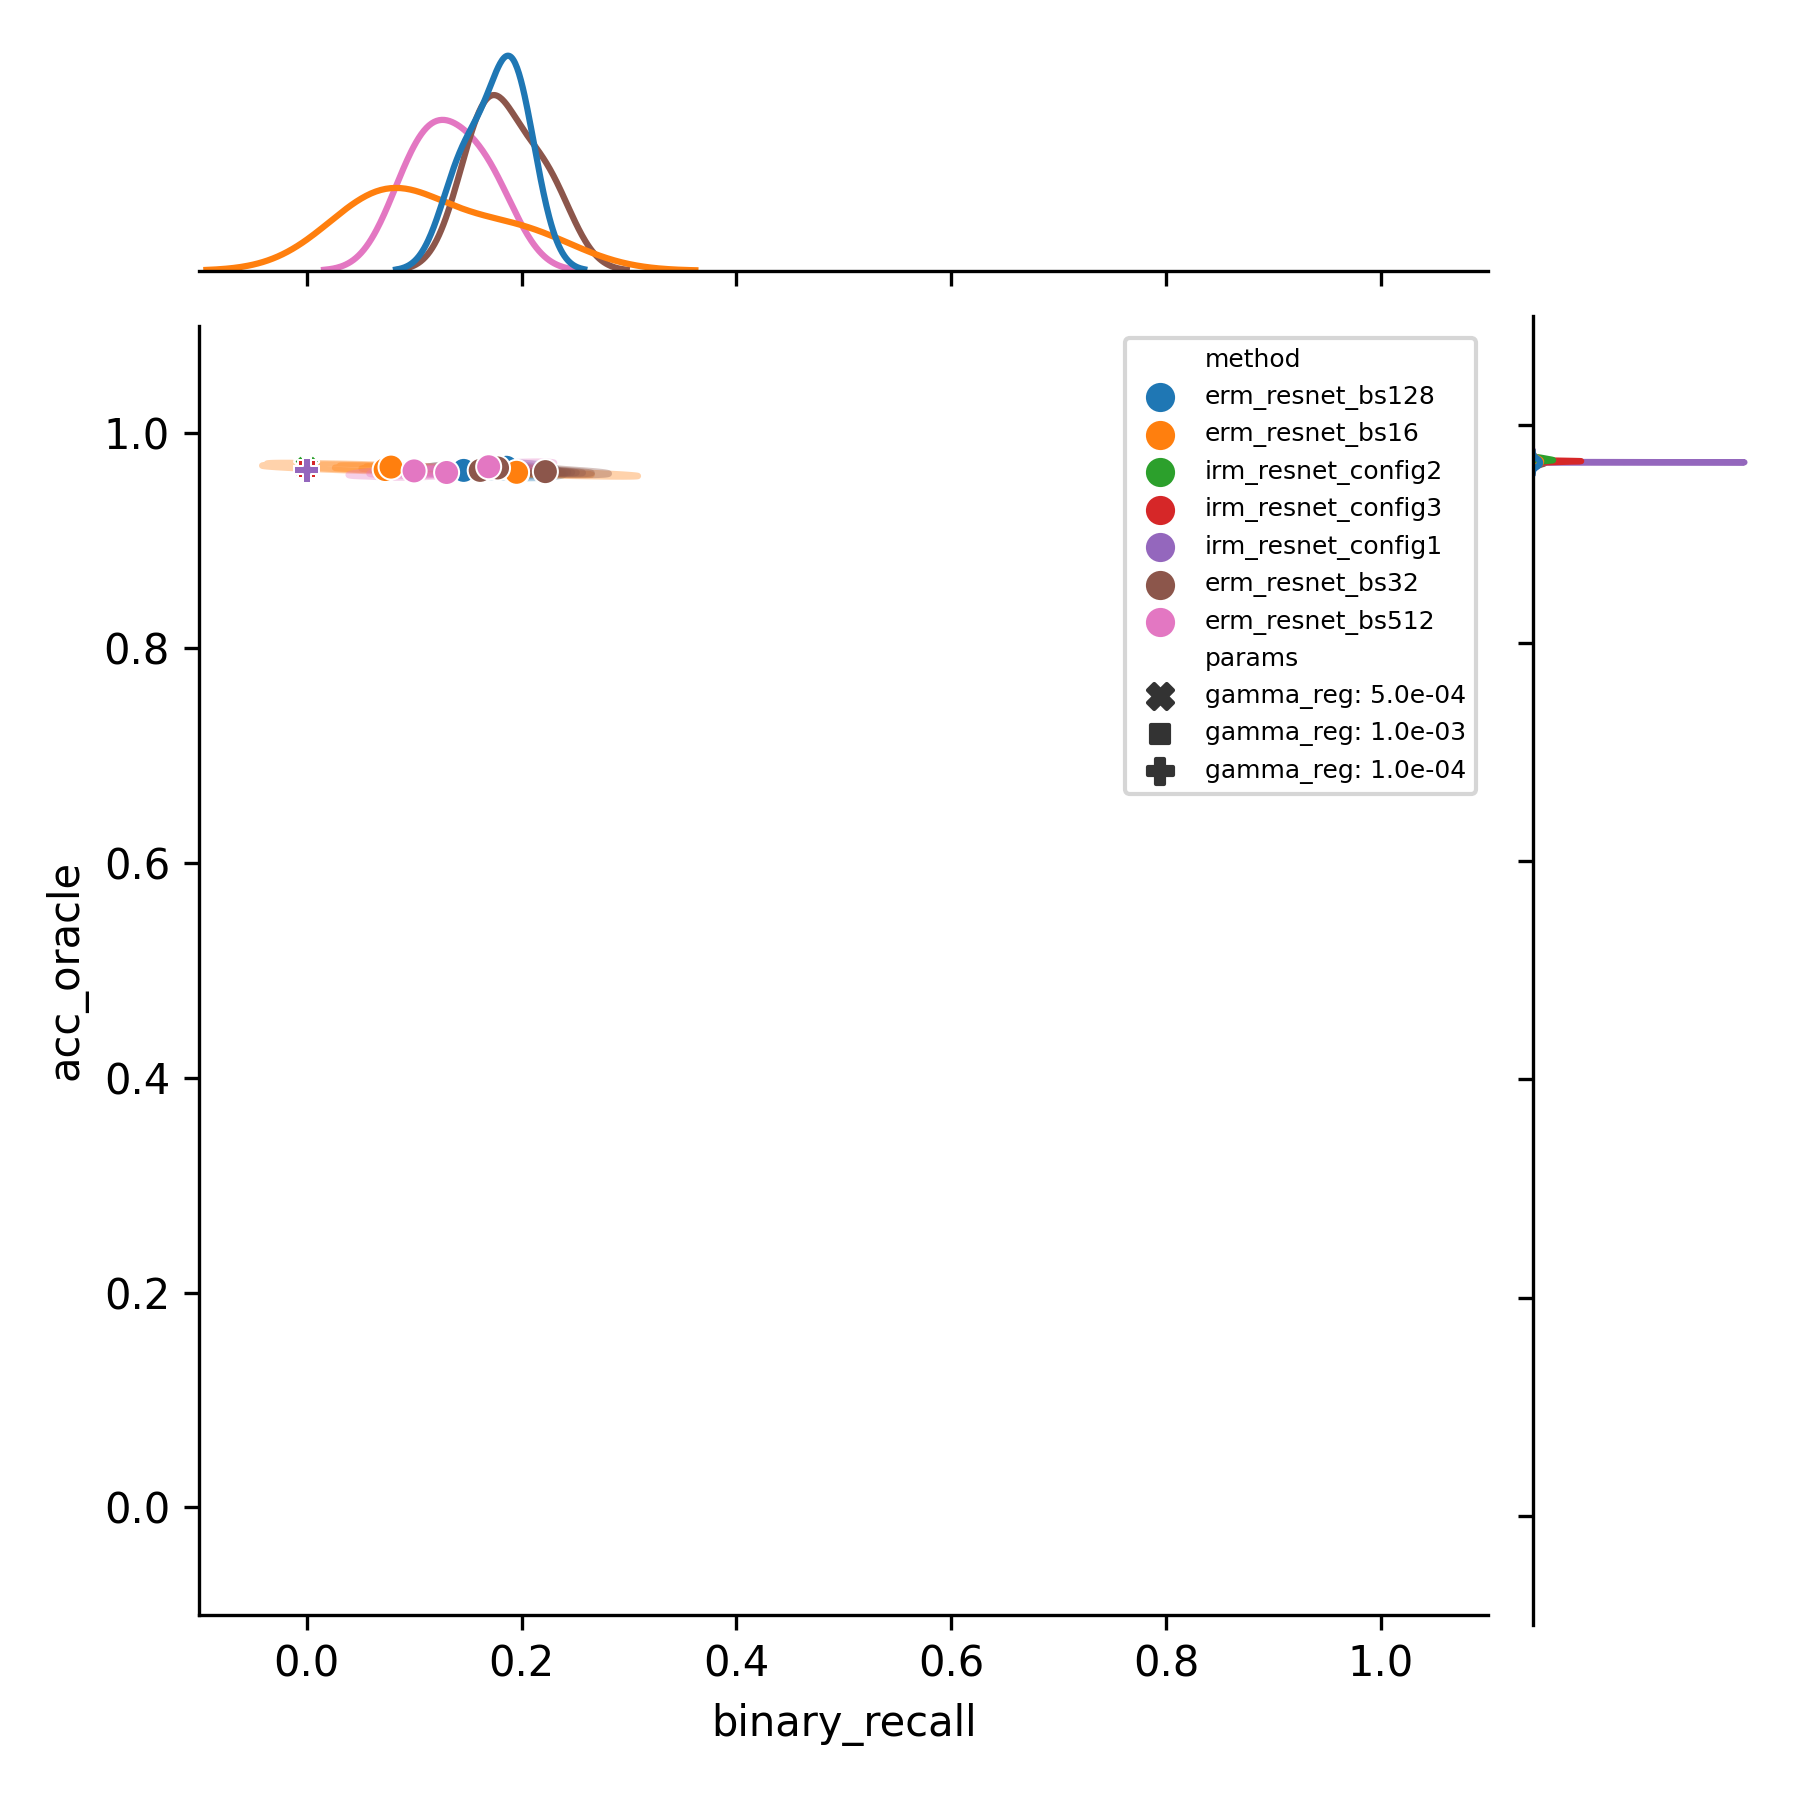 method
erm_resnet_bs128
erm_resnet_bs16
irm_resnet_config2
irm_resnet_config3
irm_resnet_config1
erm_resnet_bs32
erm_resnet_bs512
params
gamma_reg: 5.0e-04
gamma_reg: 1.0e-03
gamma_reg: 1.0e-04
acc_oracle
1.0
0.8
0.6
0.4
0.2
0.0
0.0 0.2 0.4 0.6 0.8 1.0
binary_recall